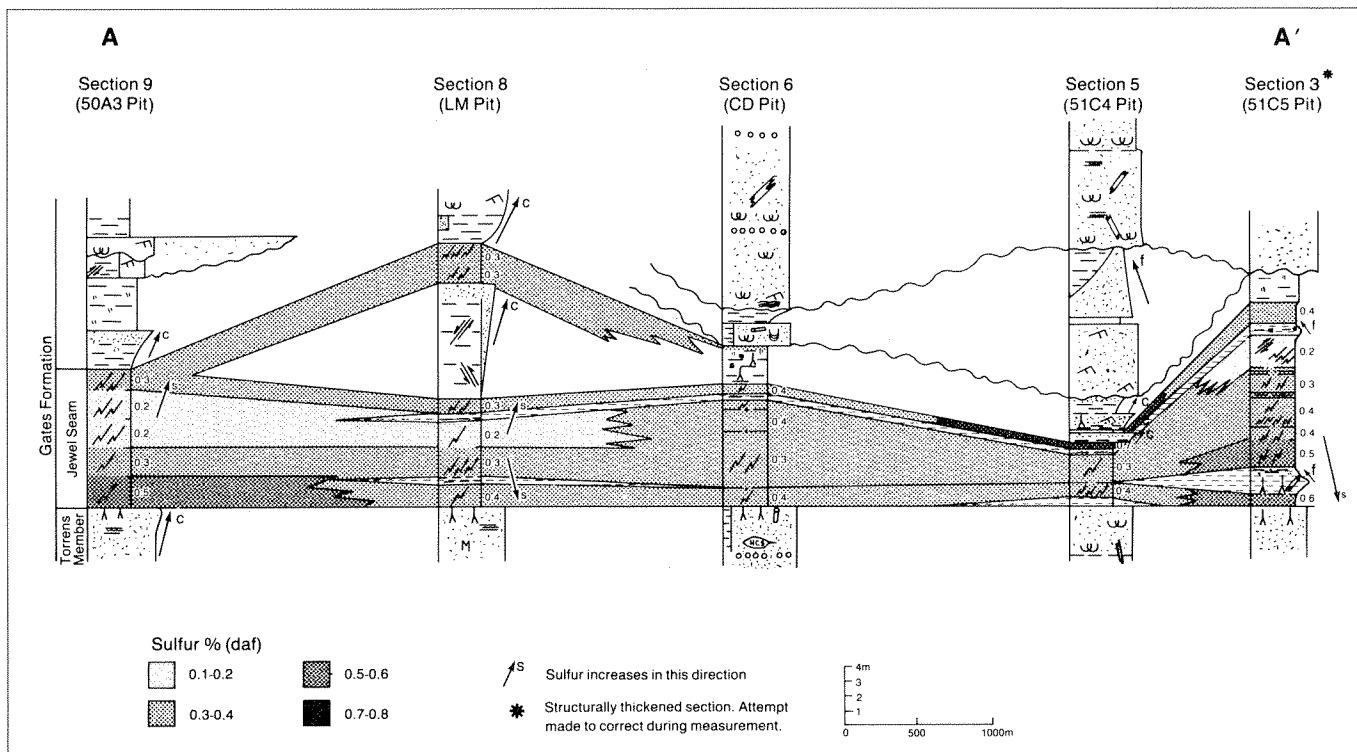 A
A'
Section 9
(50A3 Pit)
Section 8
(LM Pit)
Section 6
(CD Pit)
Section 5
(51C4 Pit)
Section 3*
(51C5 Pit)
Gates Formation
Jewel Seam
Torrens
Member
C
0.3
S
0.2
0.2
0.3
0.5
C
C
0.3
0.3
C
0.3
S
0.2
0.3
S
0.4
M
0.4
0.4
0.3
0.4
HCS
f
C
C
0.3
0.4
0.4
f
0.2
0.3
0.4
0.4
0.5
f
0.6
S
Sulfur % (daf)
0.1-0.2
0.5-0.6
0.3-0.4
0.7-0.8
S
Sulfur increases in this direction
* Structurally thickened section. Attempt
made to correct during measurement.
4m
3
2
1
0 500 1000m